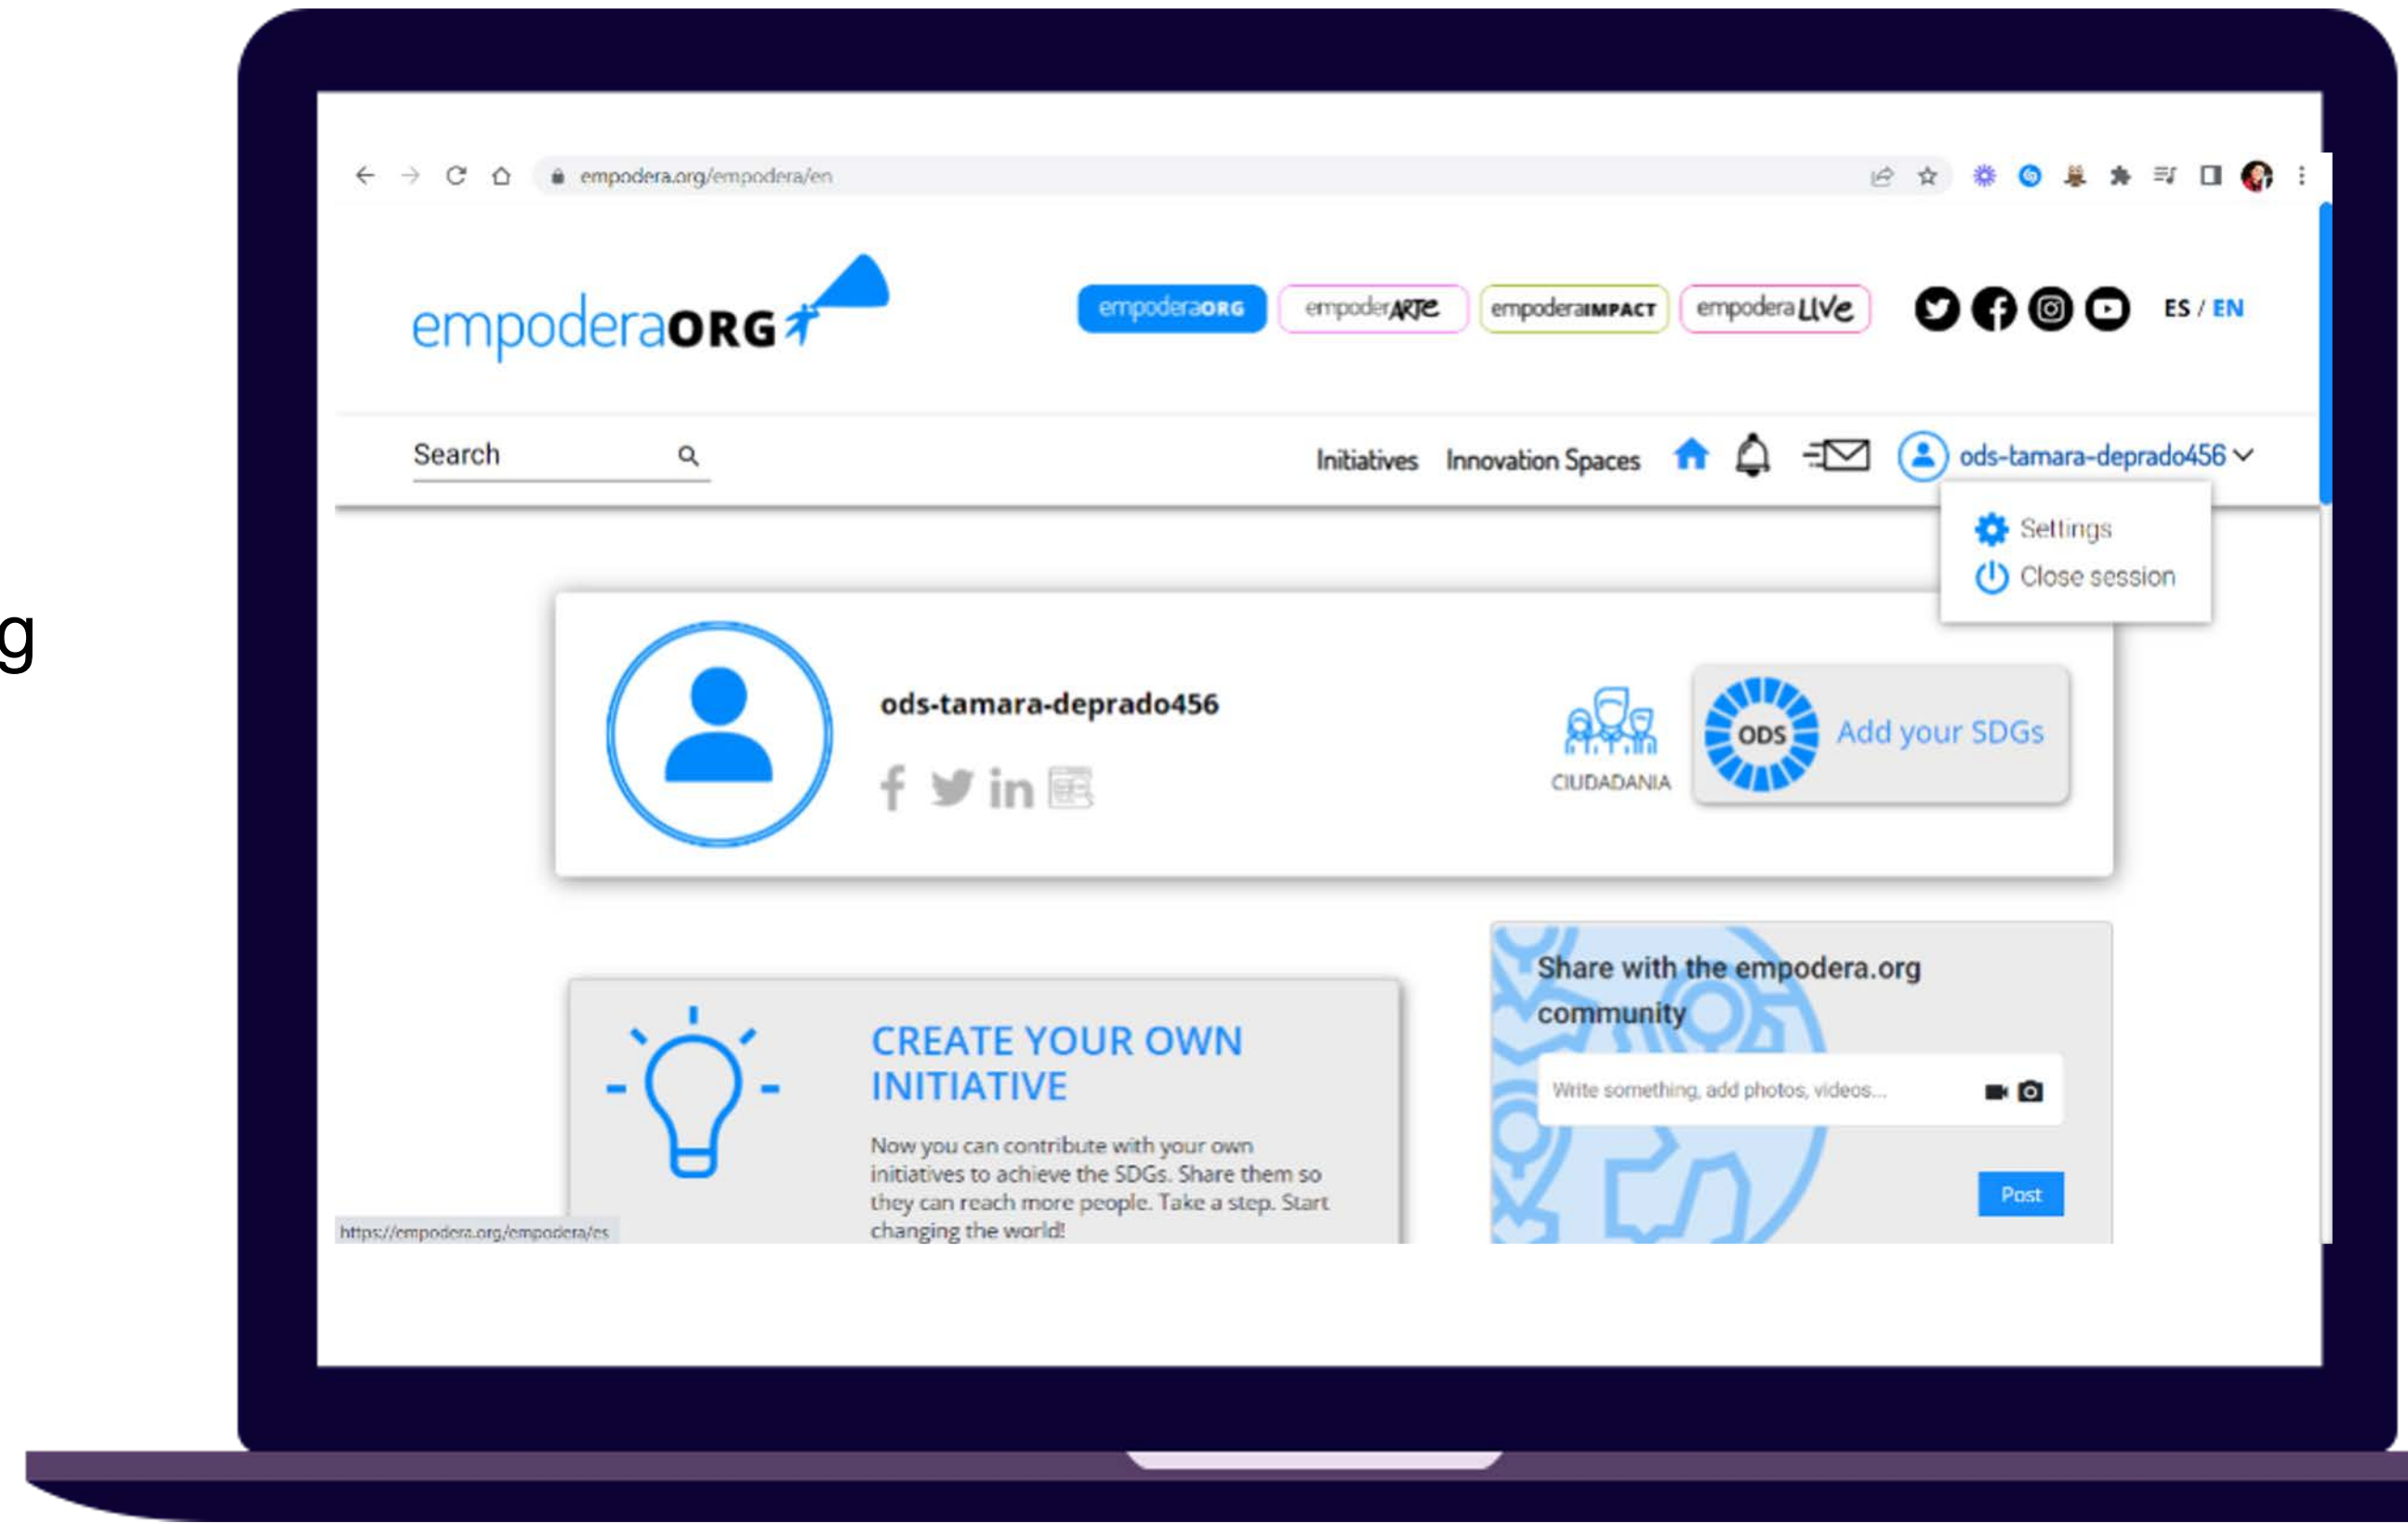 g
empodera.org/empodera/en
empoderaORG
empoderaORG
empoderARTE
empoderaIMPACT
empodera LIVe
ES / EN
Search
Initiatives
Innovation Spaces
ods-tamara-deprado456
Settings
Close session
ods-tamara-deprado456
CIUDADANIA
ODS
Add your SDGs
Share with the empodera.org
community
Write something, add photos, videos...
Post
CREATE YOUR OWN
INITIATIVE
Now you can contribute with your own
initiatives to achieve the SDGs. Share them so
they can reach more people. Take a step. Start
changing the world!
https://empodera.org/empodera/es